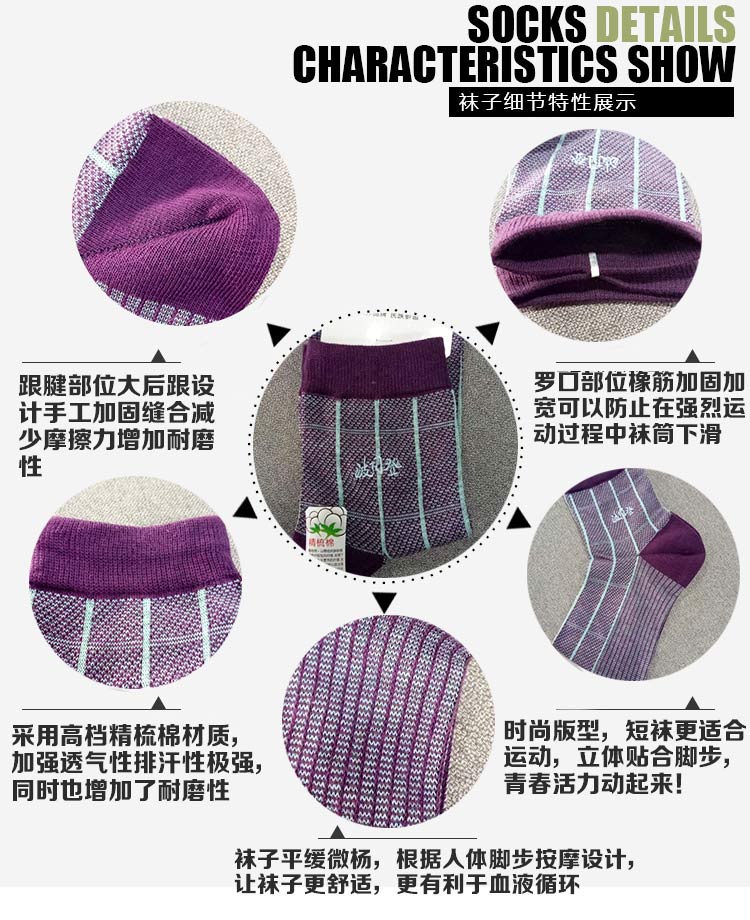 SOCKS DETAILS
CHARACTERISTICS SHOW
袜子细节特性展示
跟腱部位大后跟设
计手工加固缝合减
少摩擦力增加耐磨
性
罗口部位橡筋加固加
宽可以防止在强烈运
动过程中袜筒下滑
精梳棉
采用高档精梳棉材质，
加强透气性排汗性极强，
同时也增加了耐磨性
时尚版型，短袜更适合
运动，立体贴合脚步，
青春活力动起来！
袜子平缓微杨，根据人体脚步按摩设计，
让袜子更舒适，更有利于血液循环